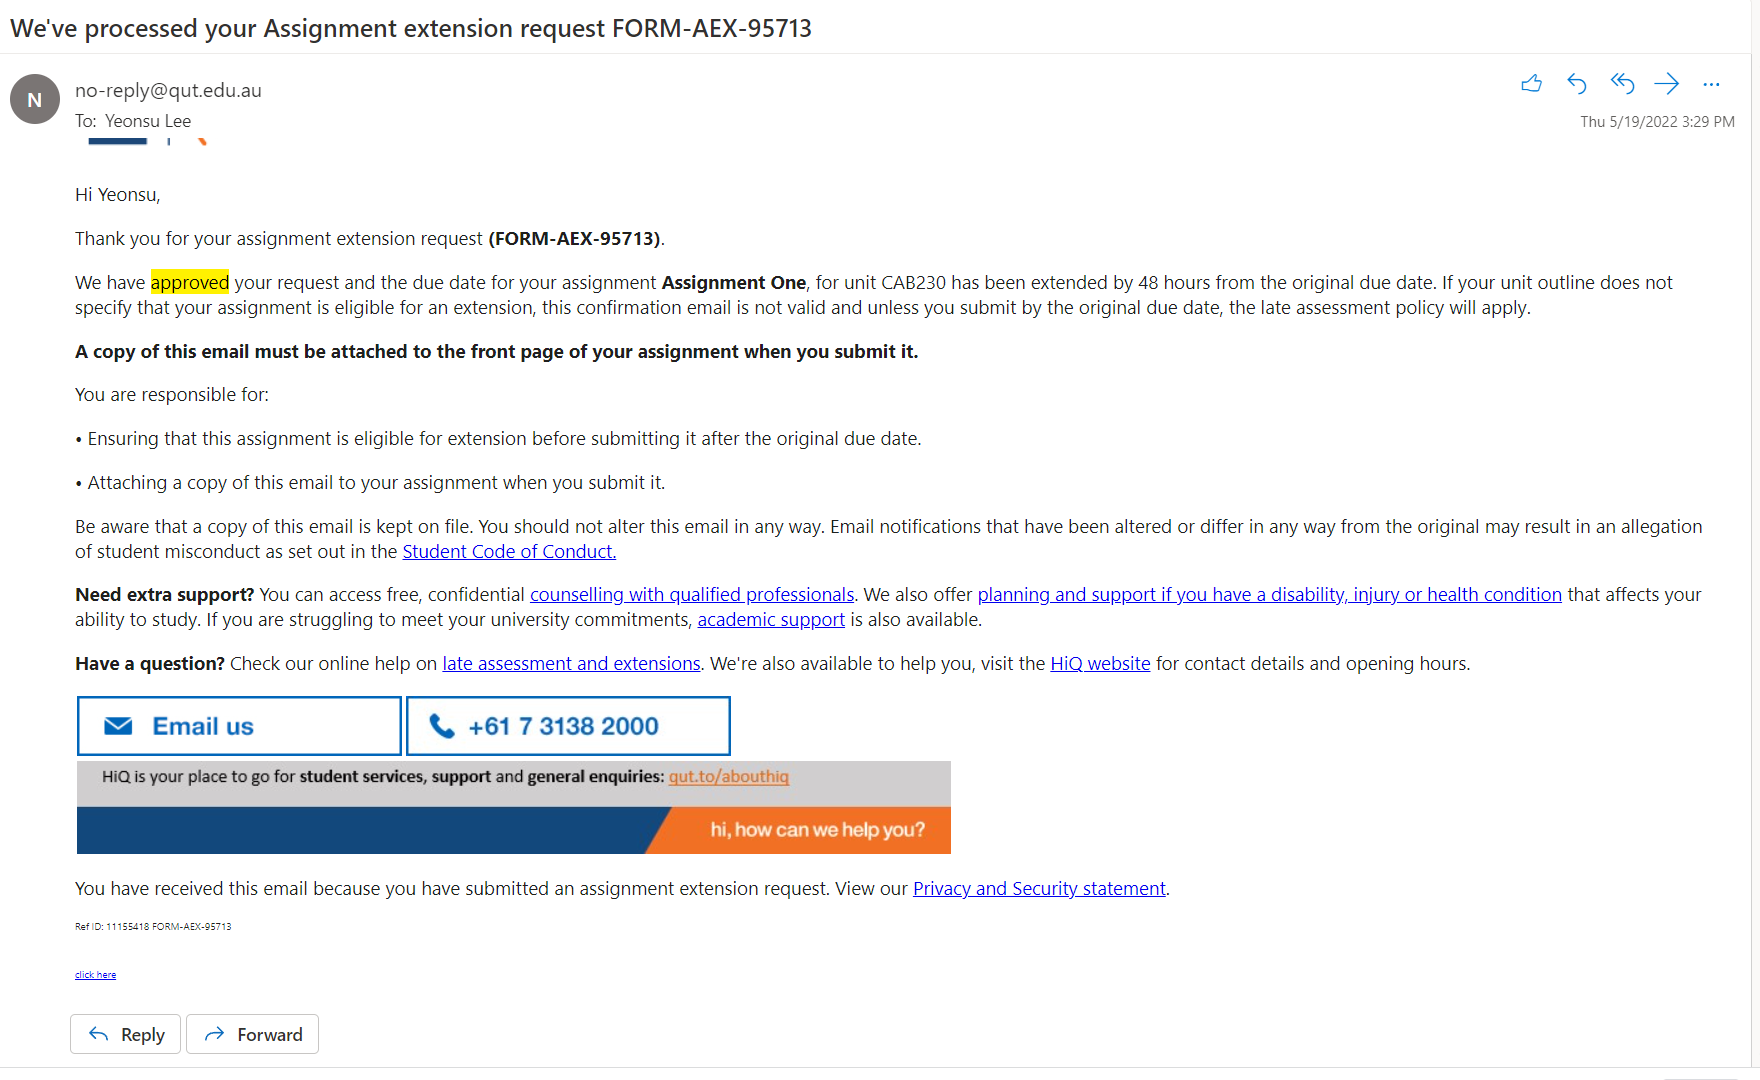 We've processed your Assignment extension request FORM-AEX-95713
N
no-reply@qut.edu.au
To: Yeonsu Lee
Thu 5/19/2022 3:29 PM
Hi Yeonsu,
Thank you for your assignment extension request (FORM-AEX-95713).
We have approved your request and the due date for your assignment Assignment One, for unit CAB230 has been extended by 48 hours from the original due date. If your unit outline does not
specify that your assignment is eligible for an extension, this confirmation email is not valid and unless you submit by the original due date, the late assessment policy will apply.
A copy of this email must be attached to the front page of your assignment when you submit it.
You are responsible for:
• Ensuring that this assignment is eligible for extension before submitting it after the original due date.
• Attaching a copy of this email to your assignment when you submit it.
Be aware that a copy of this email is kept on file. You should not alter this email in any way. Email notifications that have been altered or differ in any way from the original may result in an allegation
of student misconduct as set out in the Student Code of Conduct.
Need extra support? You can access free, confidential counselling with qualified professionals. We also offer planning and support if you have a disability, injury or health condition that affects your
ability to study. If you are struggling to meet your university commitments, academic support is also available.
Have a question? Check our online help on late assessment and extensions. We're also available to help you, visit the HiQ website for contact details and opening hours.
Email us
+61 7 3138 2000
HiQ is your place to go for student services, support and general enquiries: qut.to/abouthiq
hi, how can we help you?
You have received this email because you have submitted an assignment extension request. View our Privacy and Security statement.
Ref ID: 11155418 FORM-AEX-95713
click here
Reply
Forward